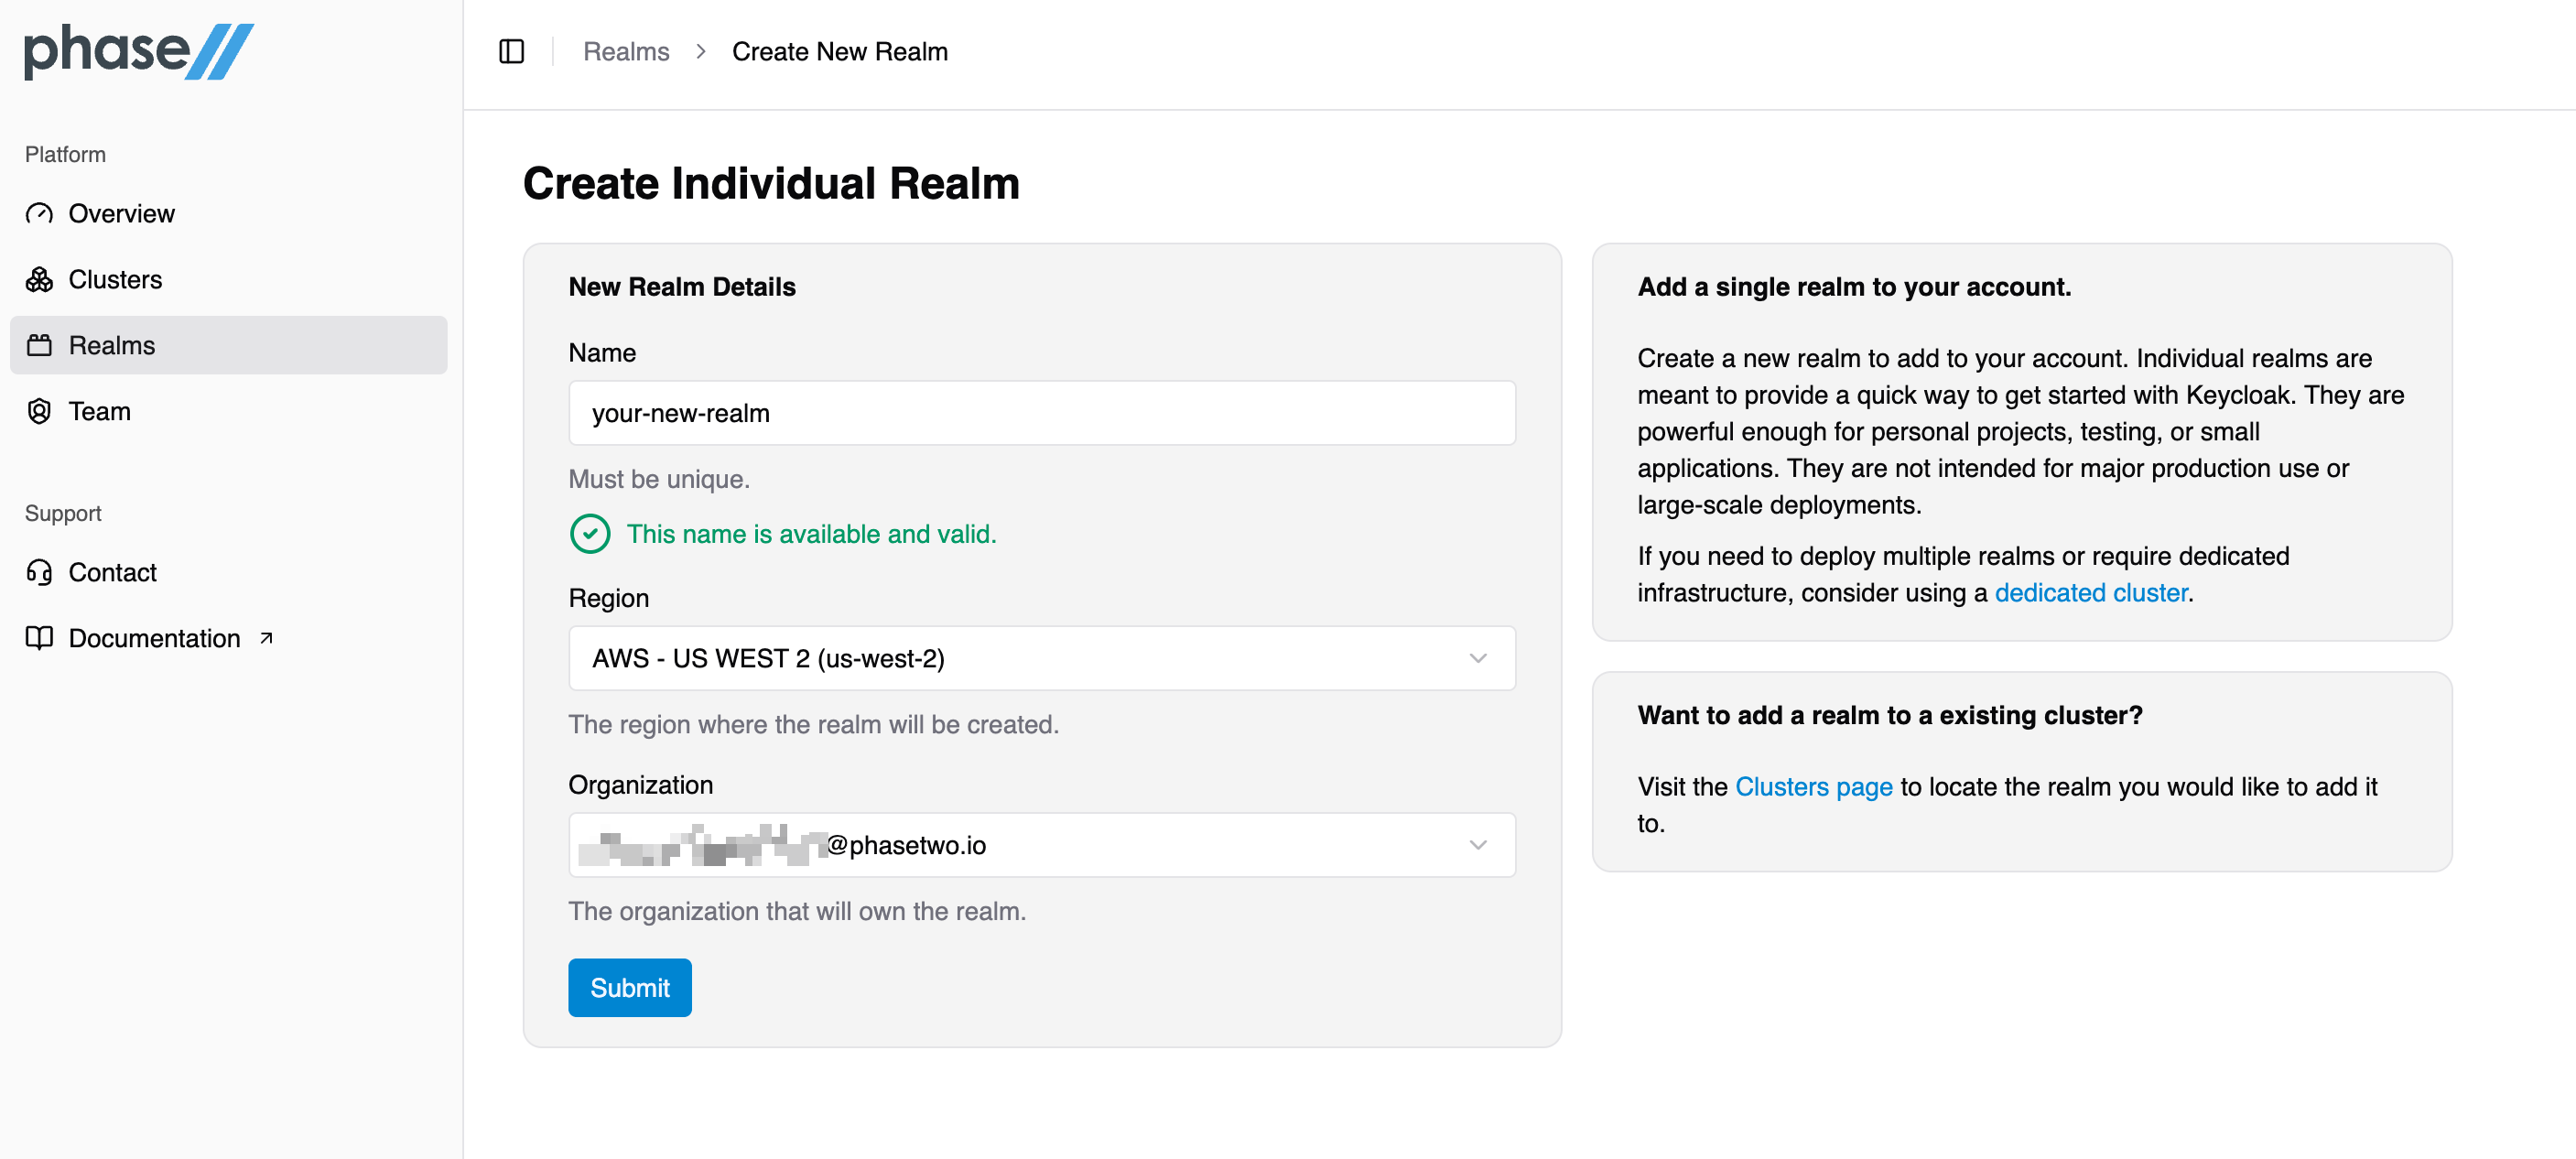 phase
Platform
Overview
Clusters
Realms
Team
Support
Contact
Documentation
Realms > Create New Realm
Create Individual Realm
New Realm Details
Name
your-new-realm
Must be unique.
This name is available and valid.
Region
AWS - US WEST 2 (us-west-2)
The region where the realm will be created.
Organization
@phasetwo.io
The organization that will own the realm.
Submit
Add a single realm to your account.
Create a new realm to add to your account. Individual realms are
meant to provide a quick way to get started with Keycloak. They are
powerful enough for personal projects, testing, or small
applications. They are not intended for major production use or
large-scale deployments.
If you need to deploy multiple realms or require dedicated
infrastructure, consider using a dedicated cluster.
Want to add a realm to a existing cluster?
Visit the Clusters page to locate the realm you would like to add it
to.